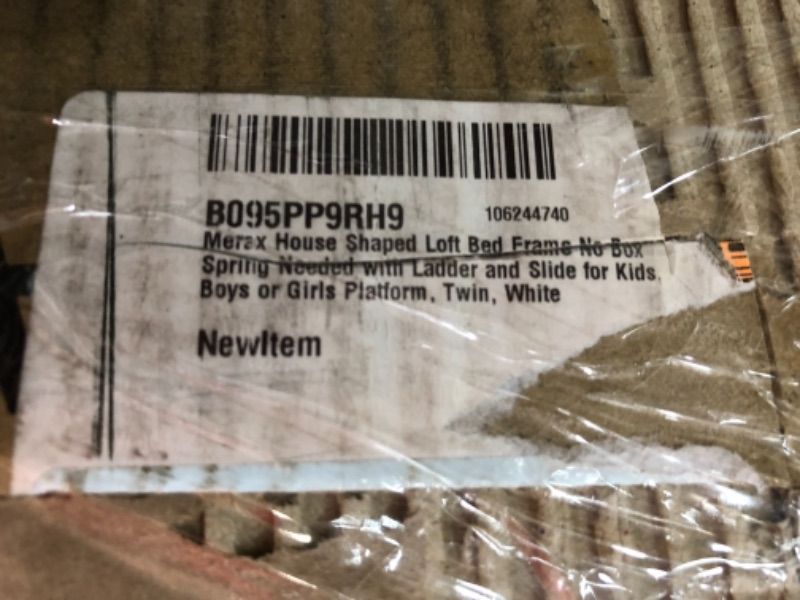 B095PP9RH9 106244740
Merax House Shaped Loft Bed Frame No Box
Spring Needed with Ladder and Slide for Kids,
Boys or Girls Platform, Twin, White
NewItem